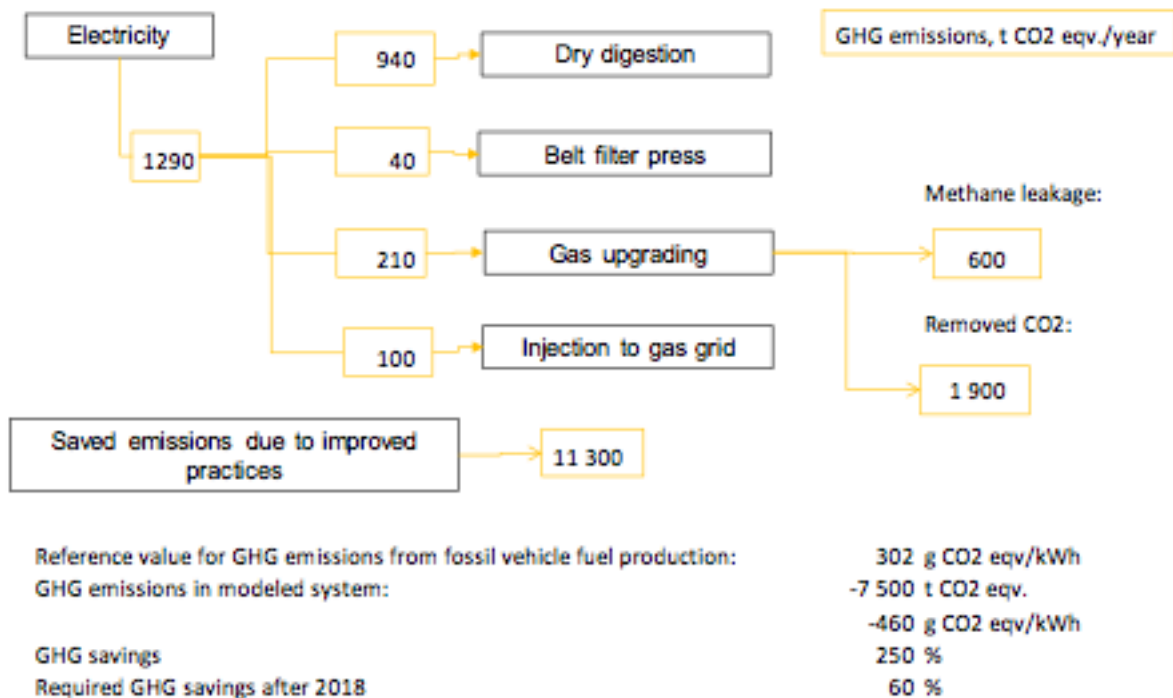 Electricity
GHG emissions, t CO2 eqv./year
940
Dry digestion
1290
40
Belt filter press
Methane leakage:
210
Gas upgrading
600
Removed CO2:
100
Injection to gas grid
1 900
Saved emissions due to improved
practices
11 300
Reference value for GHG emissions from fossil vehicle fuel production: 302 g CO2 eqv/kWh
GHG emissions in modeled system: -7 500 t CO2 eqv.
-460 g CO2 eqv/kWh
GHG savings 250 %
Required GHG savings after 2018 60 %